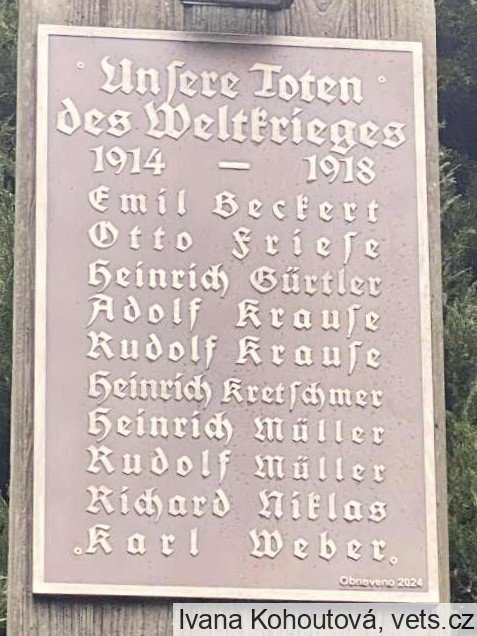 Unſere Toten
des Weltkrieges
1914 — 1918
Emil Beckert
Otto Frieſe
Heinrich Gürtler
Adolf Krauſe
Rudolf Krauſe
Heinrich Kretſchmer
Heinrich Müller
Rudolf Müller
Richard Niklas
Karl Weber
Obnoveno 2024
Ivana Kohoutová, vets.cz